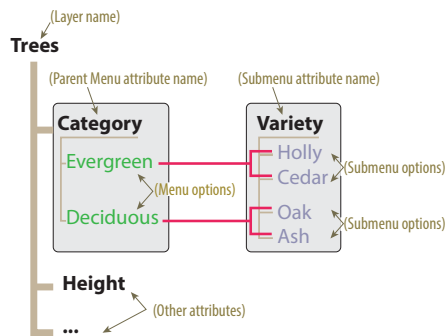 (Layer name)
Trees
(Parent Menu attribute name)
(Submenu attribute name)
Category
Variety
Evergreen
Holly
Cedar
(Submenu options)
(Menu options)
Deciduous
Oak
Ash
(Submenu options)
Height
(Other attributes)
...